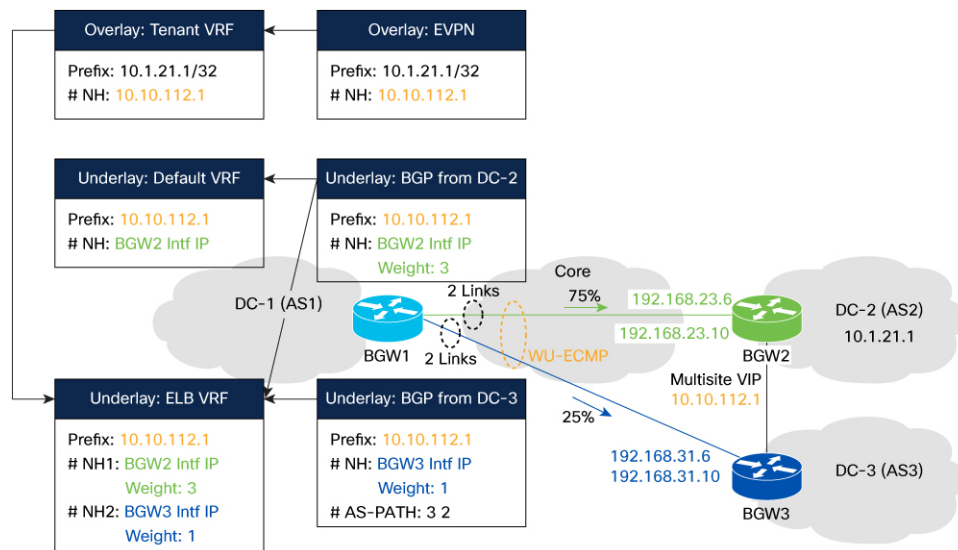 Overlay: Tenant VRF
Prefix: 10.1.21.1/32
# NH: 10.10.112.1
Overlay: EVPN
Prefix: 10.1.21.1/32
# NH: 10.10.112.1
Underlay: Default VRF
Prefix: 10.10.112.1
# NH: BGW2 Intf IP
Underlay: BGP from DC-2
Prefix: 10.10.112.1
# NH: BGW2 Intf IP
Weight: 3
DC-1 (AS1)
BGW1
2 Links
2 Links
Core
75%
WU-ECMP
25%
192.168.23.6
192.168.23.10
BGW2
DC-2 (AS2)
10.1.21.1
Multisite VIP
10.10.112.1
192.168.31.6
192.168.31.10
BGW3
DC-3 (AS3)
Underlay: ELB VRF
Prefix: 10.10.112.1
# NH1: BGW2 Intf IP
Weight: 3
# NH2: BGW3 Intf IP
Weight: 1
Underlay: BGP from DC-3
Prefix: 10.10.112.1
# NH: BGW3 Intf IP
Weight: 1
# AS-PATH: 3 2